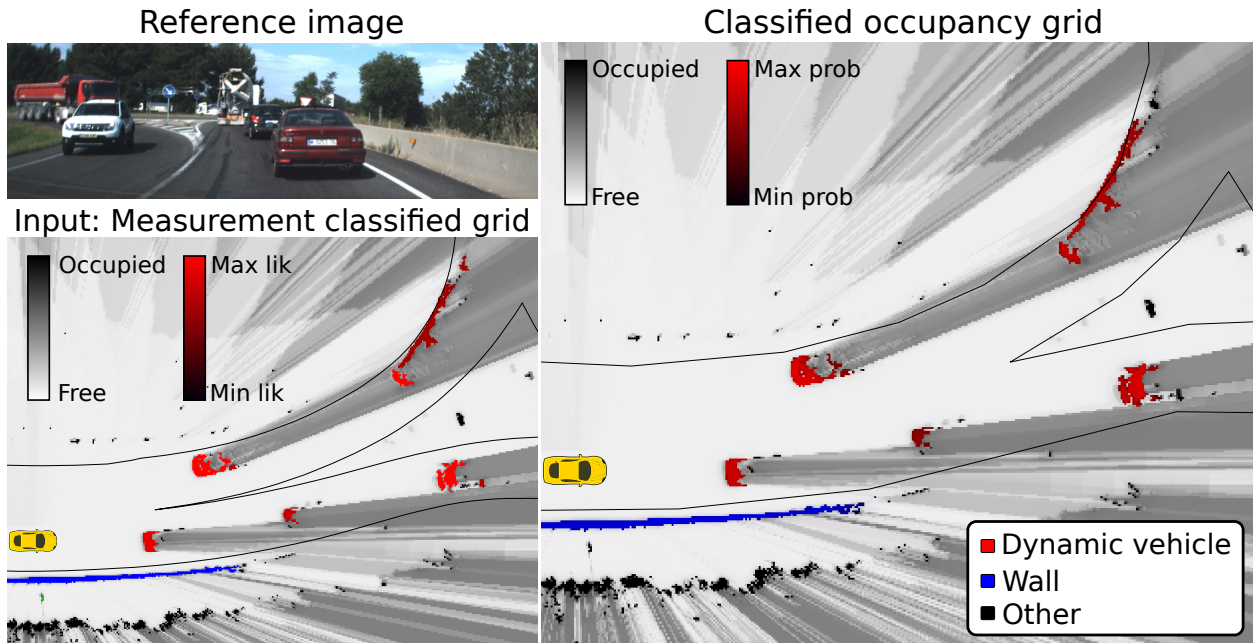 Reference image
Input: Measurement classified grid
Occupied
Free
Max lik
Min lik
Classified occupancy grid
Occupied
Free
Max prob
Min prob
Dynamic vehicle
Wall
Other